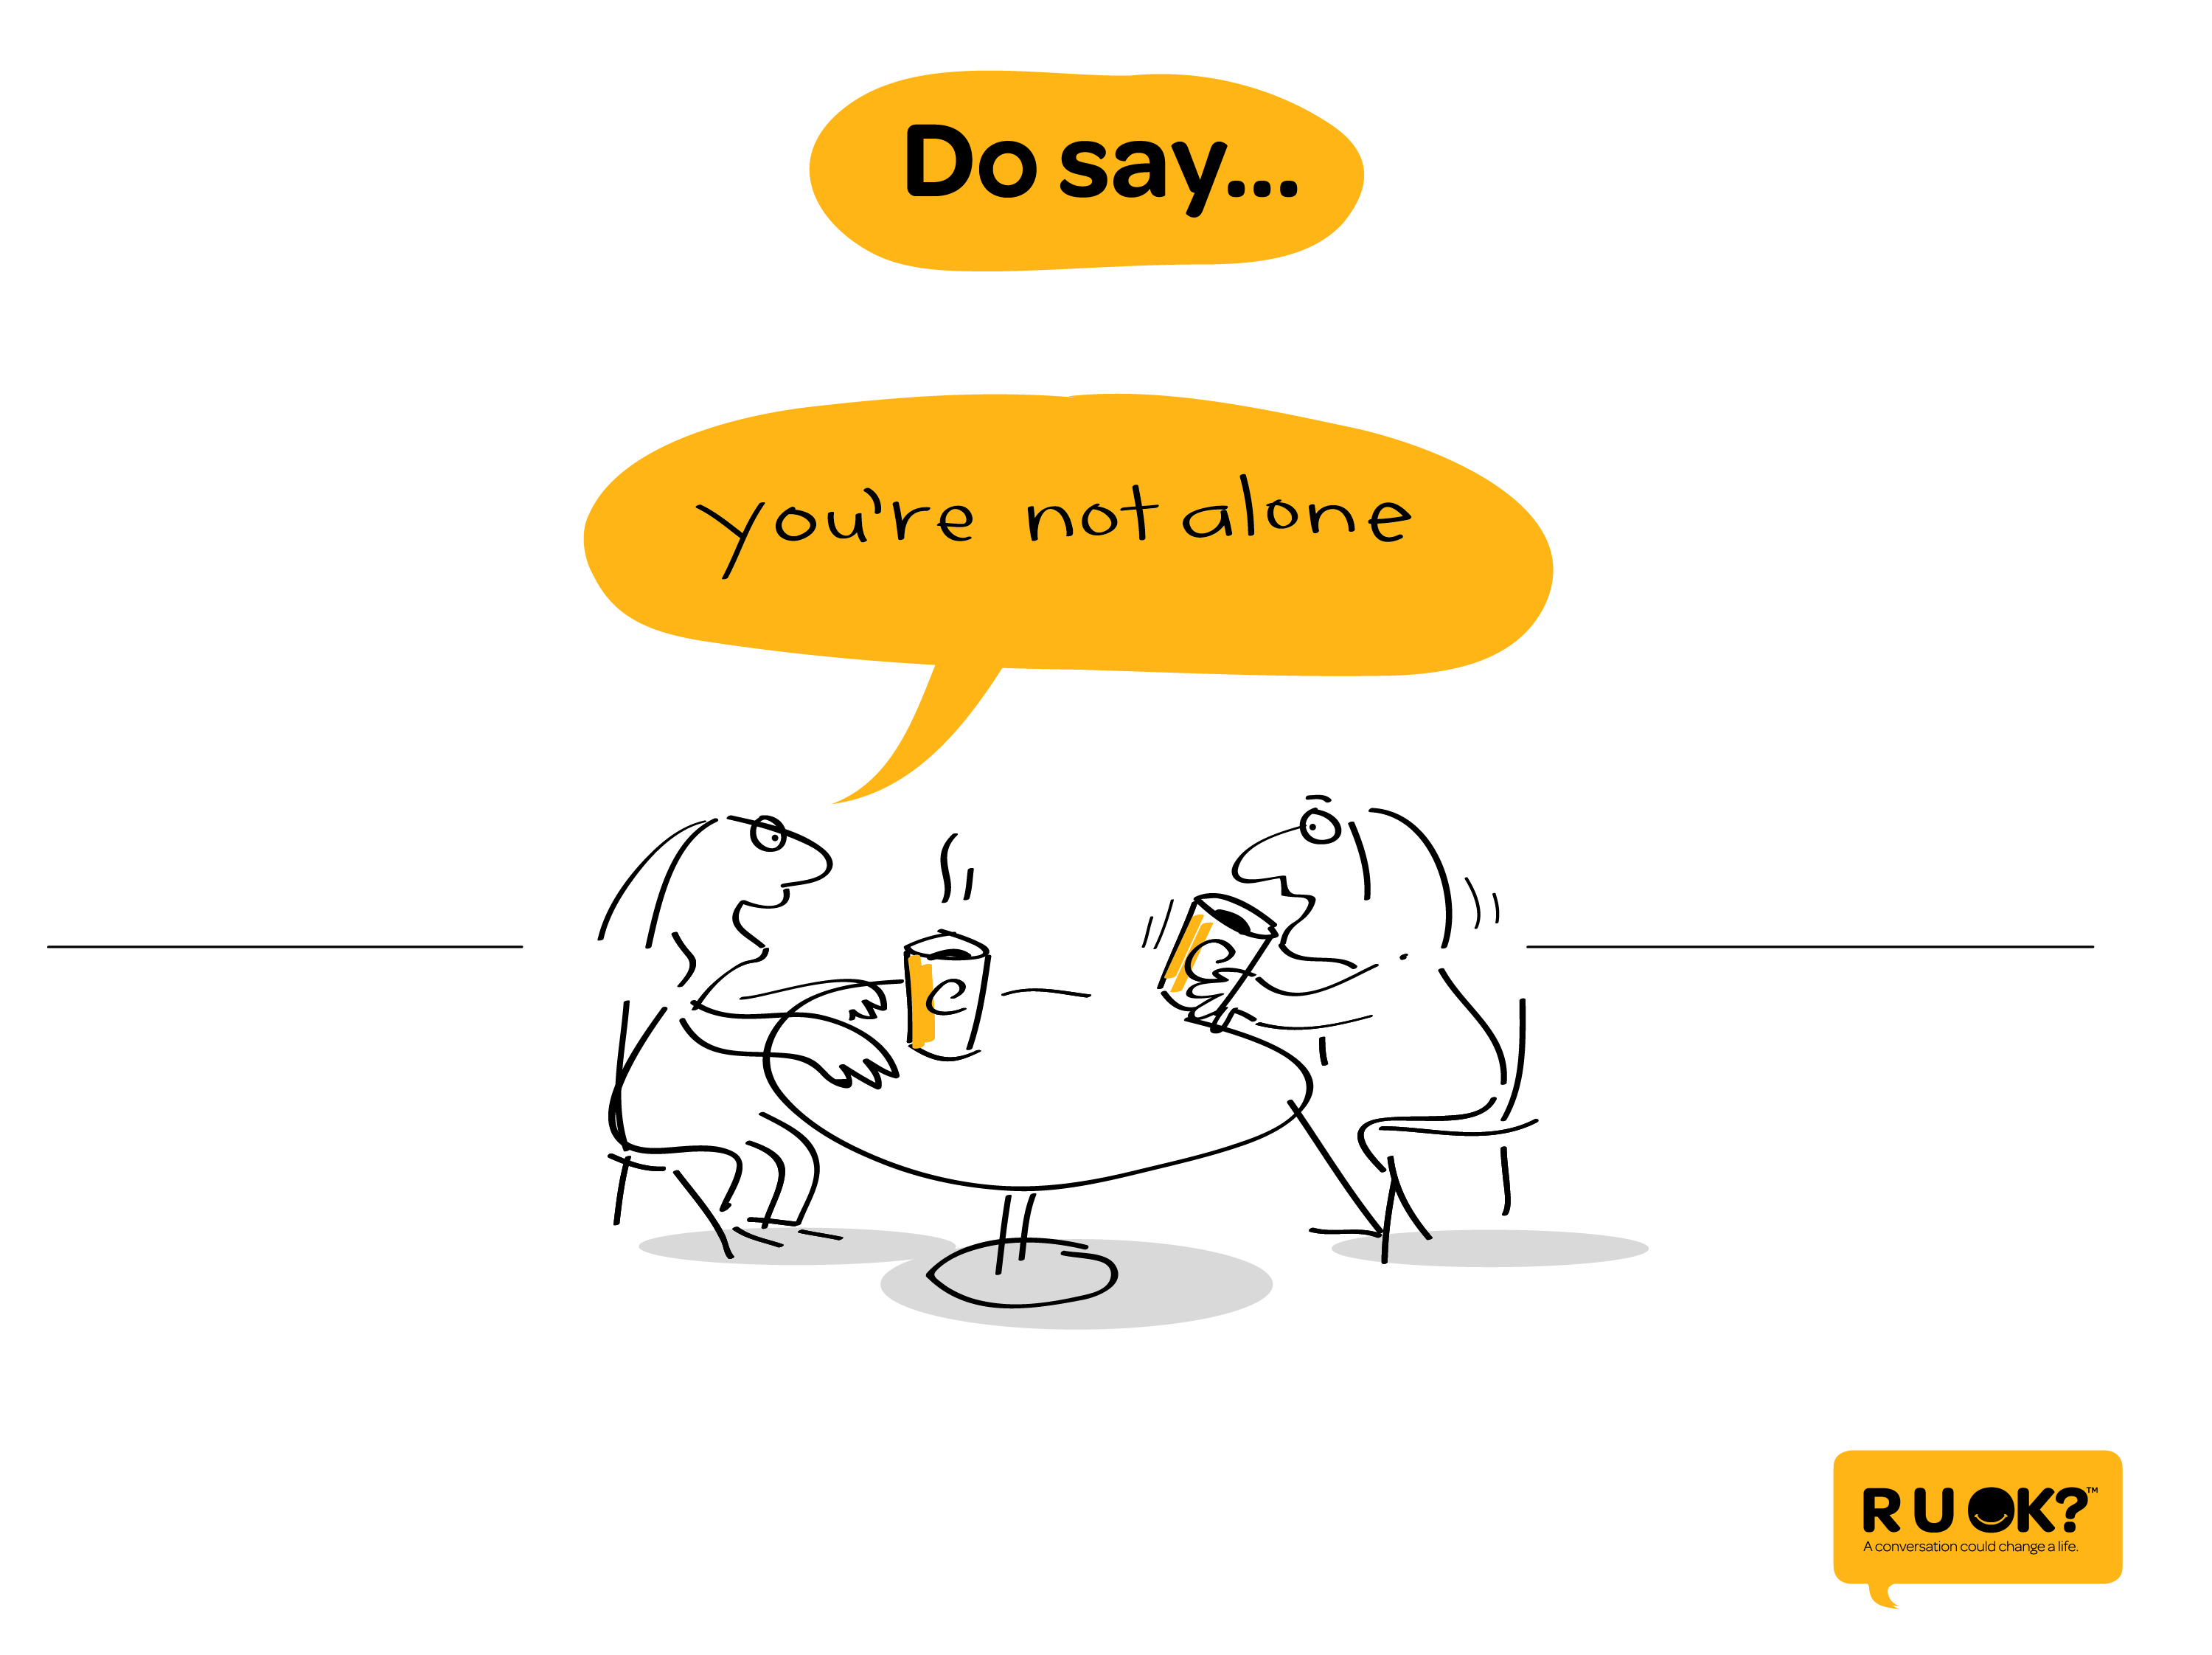 Do say...
you're not alone
R U OK?™
A conversation could change a life.